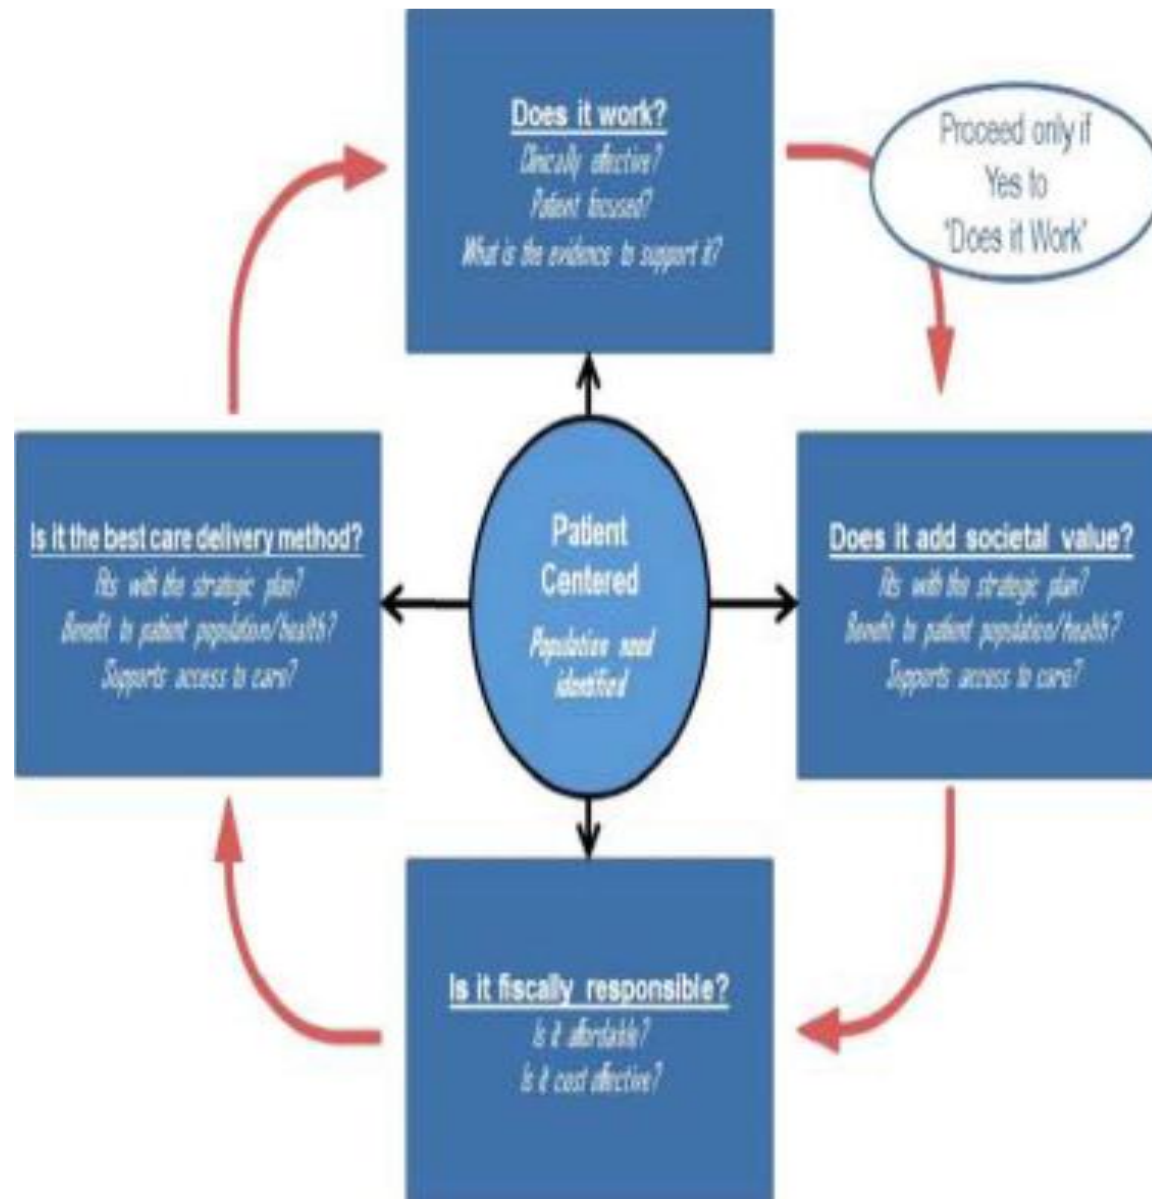 Does it work?
Clinically effective?
Patient focused?
What is the evidence to support it?
Proceed only if
Yes to
"Does it Work"
Is it the best care delivery method?
Fits with the strategic plan?
Benefit to patient population/health?
Supports access to care?
Patient
Centered
Population need
identified
Does it add societal value?
Fits with the strategic plan?
Benefit to patient population/health?
Supports access to care?
Is it fiscally responsible?
Is it affordable?
Is it cost effective?